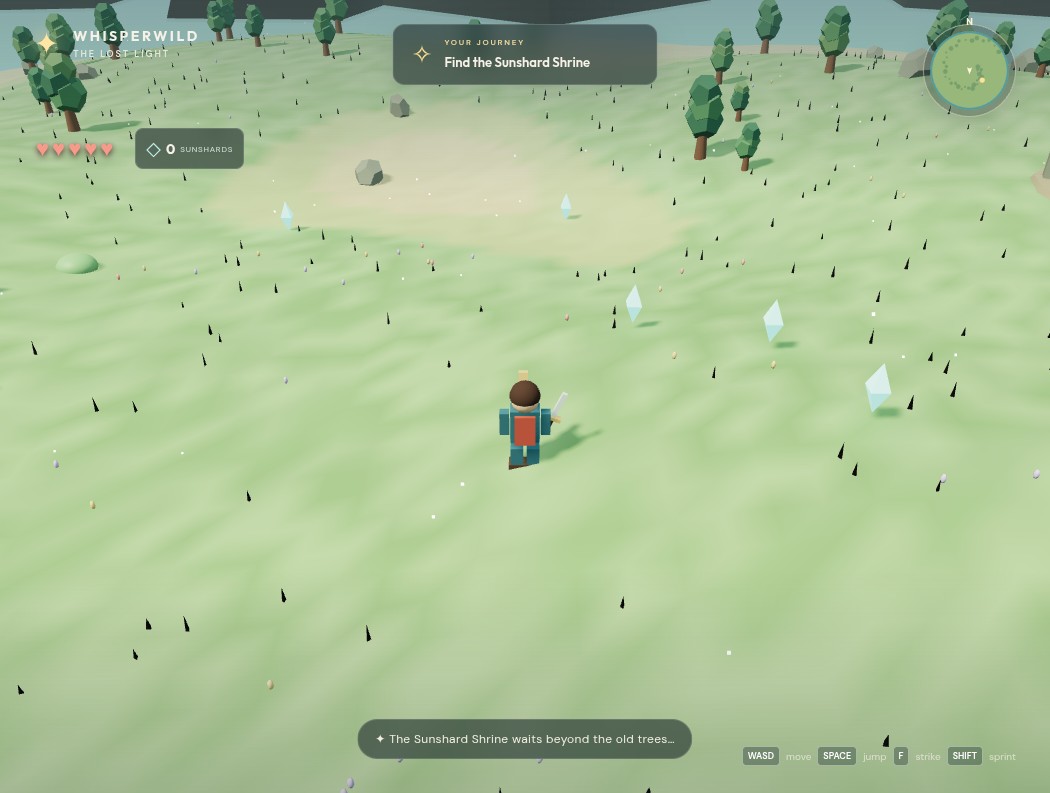 WHISPERWILD
THE LOST LIGHT
YOUR JOURNEY
Find the Sunshard Shrine
N
0 SUNSHARDS
✦ The Sunshard Shrine waits beyond the old trees…
WASD move SPACE jump F strike SHIFT sprint